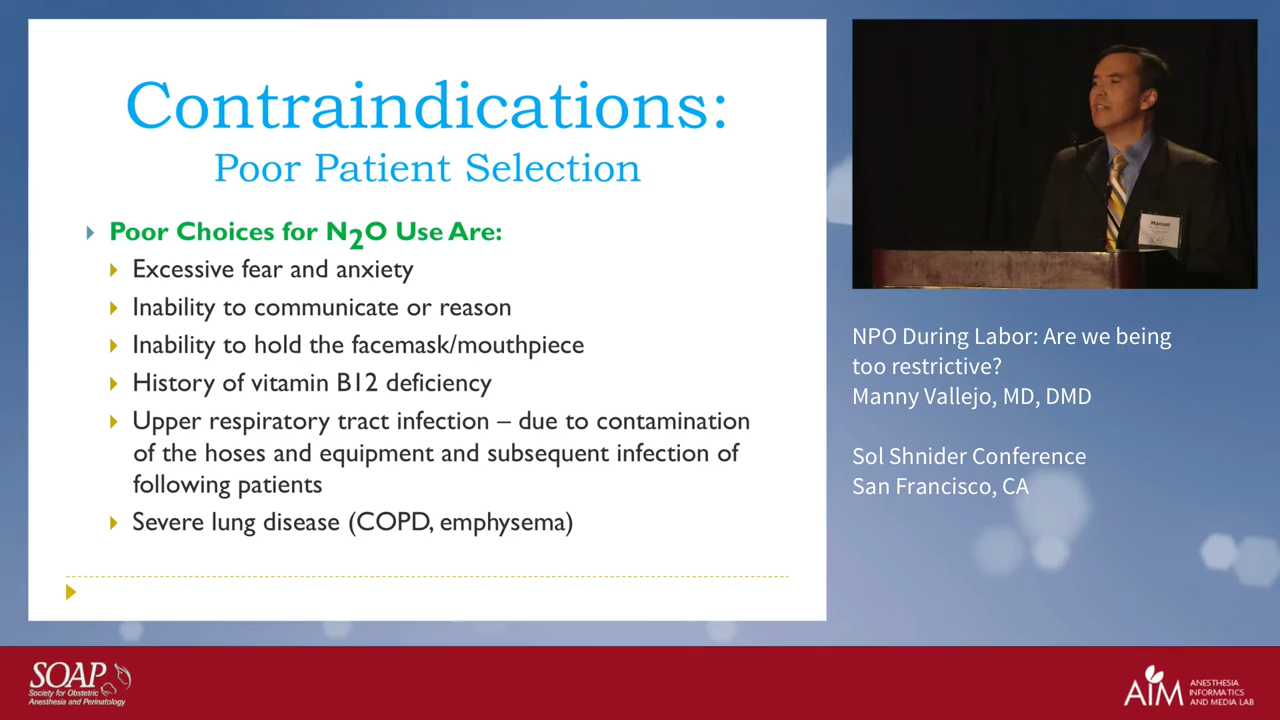 Contraindications:
Poor Patient Selection
Poor Choices for N2O Use Are:
Excessive fear and anxiety
Inability to communicate or reason
Inability to hold the facemask/mouthpiece
History of vitamin B12 deficiency
Upper respiratory tract infection – due to contamination
of the hoses and equipment and subsequent infection of
following patients
Severe lung disease (COPD, emphysema)
Manuel
NPO During Labor: Are we being
too restrictive?
Manny Vallejo, MD, DMD
Sol Shnider Conference
San Francisco, CA
SOAP
Society for Obstetric
Anesthesia and Perinatology
AIM
ANESTHESIA
INFORMATICS
AND MEDIA LAB